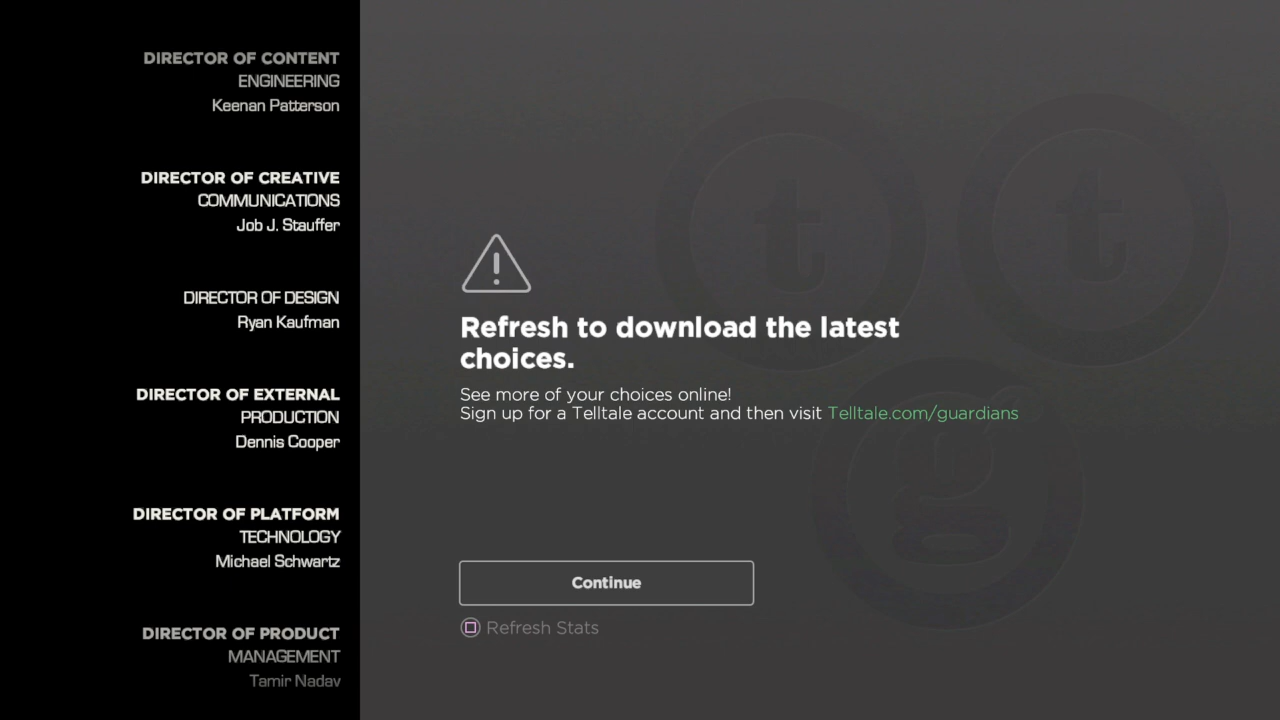 DIRECTOR OF CONTENT
ENGINEERING
Keenan Patterson
DIRECTOR OF CREATIVE
COMMUNICATIONS
Job J. Stauffer
DIRECTOR OF DESIGN
Ryan Kaufman
DIRECTOR OF EXTERNAL
PRODUCTION
Dennis Cooper
DIRECTOR OF PLATFORM
TECHNOLOGY
Michael Schwartz
DIRECTOR OF PRODUCT
MANAGEMENT
Tamir Nadav
t t
g
Refresh to download the latest
choices.
See more of your choices online!
Sign up for a Telltale account and then visit Telltale.com/guardians
Continue
Refresh Stats